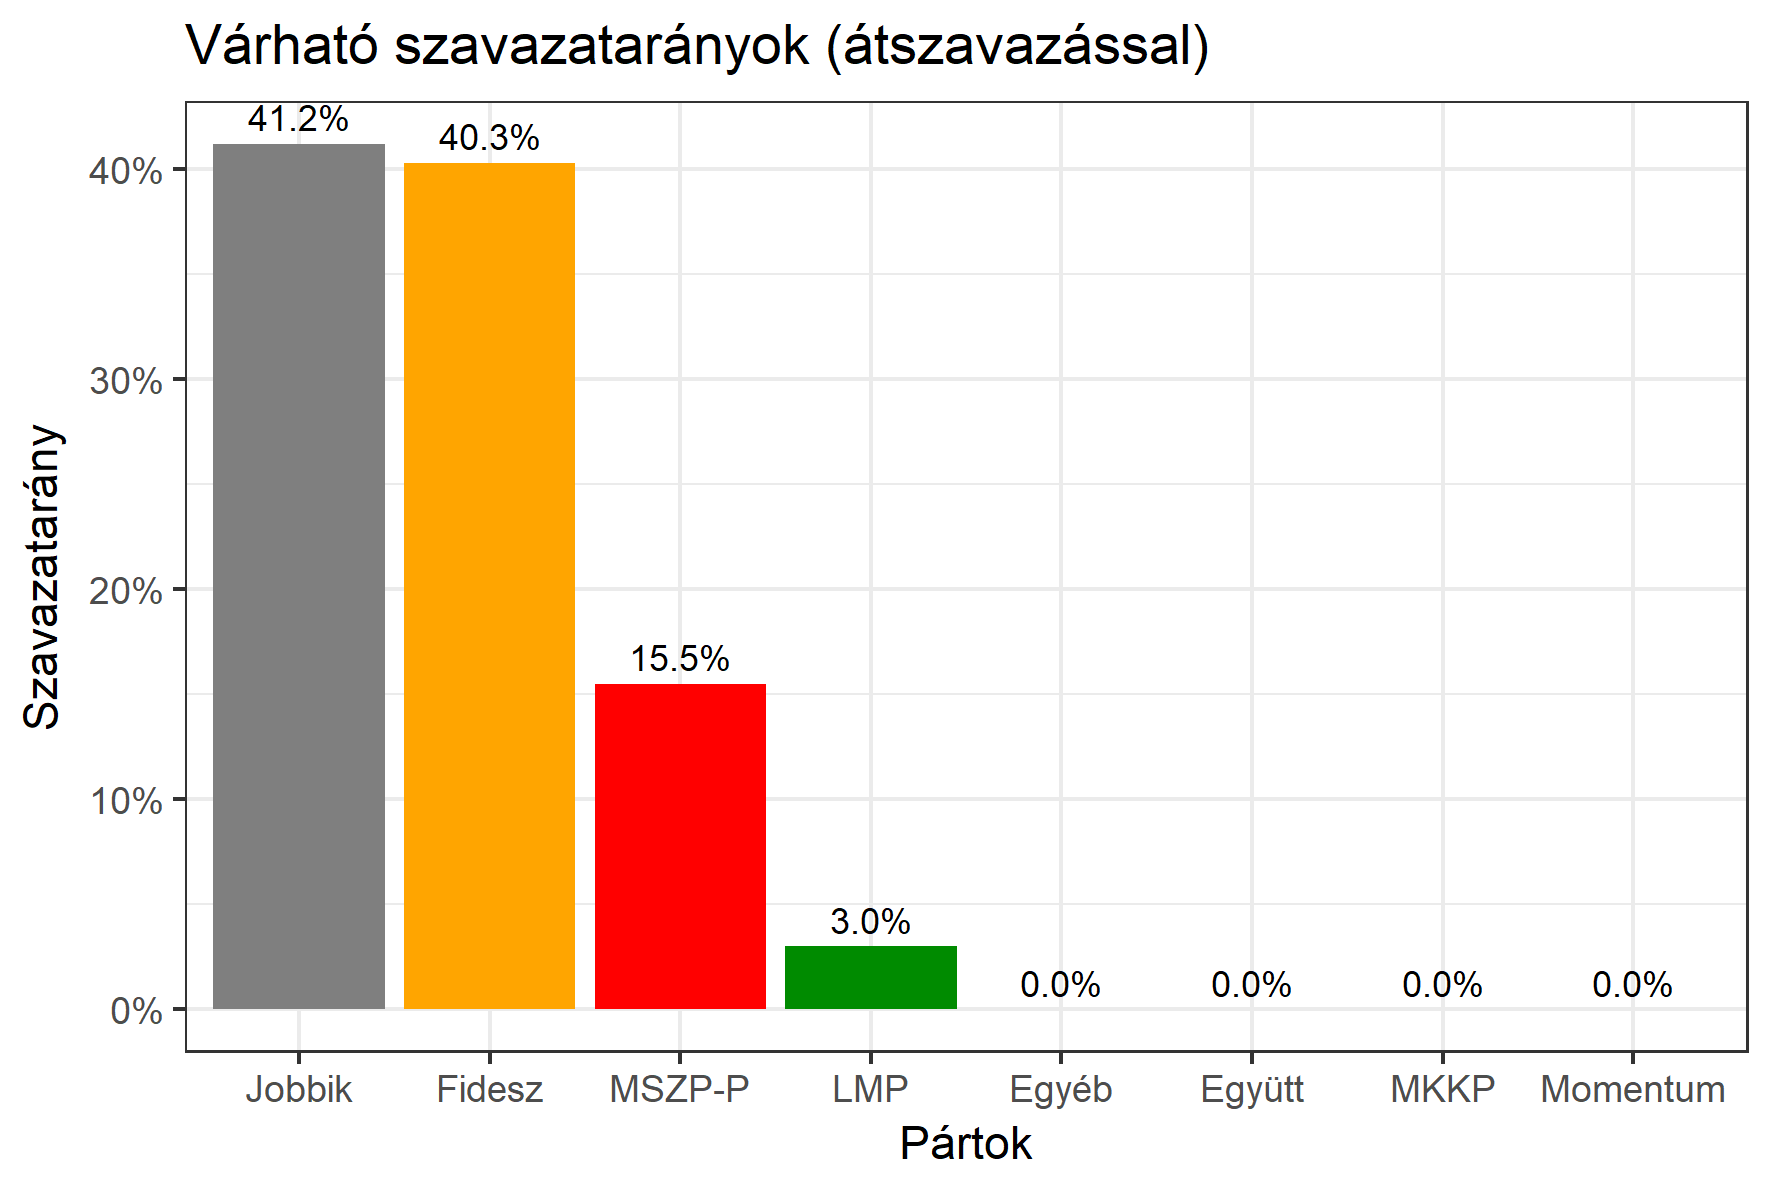 Várható szavazatarányok (átszavazással)
41.2%
40.3%
15.5%
3.0%
0.0%
0.0%
0.0%
0.0%
40%
30%
20%
10%
0%
Szavazatarány
Jobbik
Fidesz
MSZP-P
LMP
Egyéb
Együtt
MKKP
Momentum
Pártok